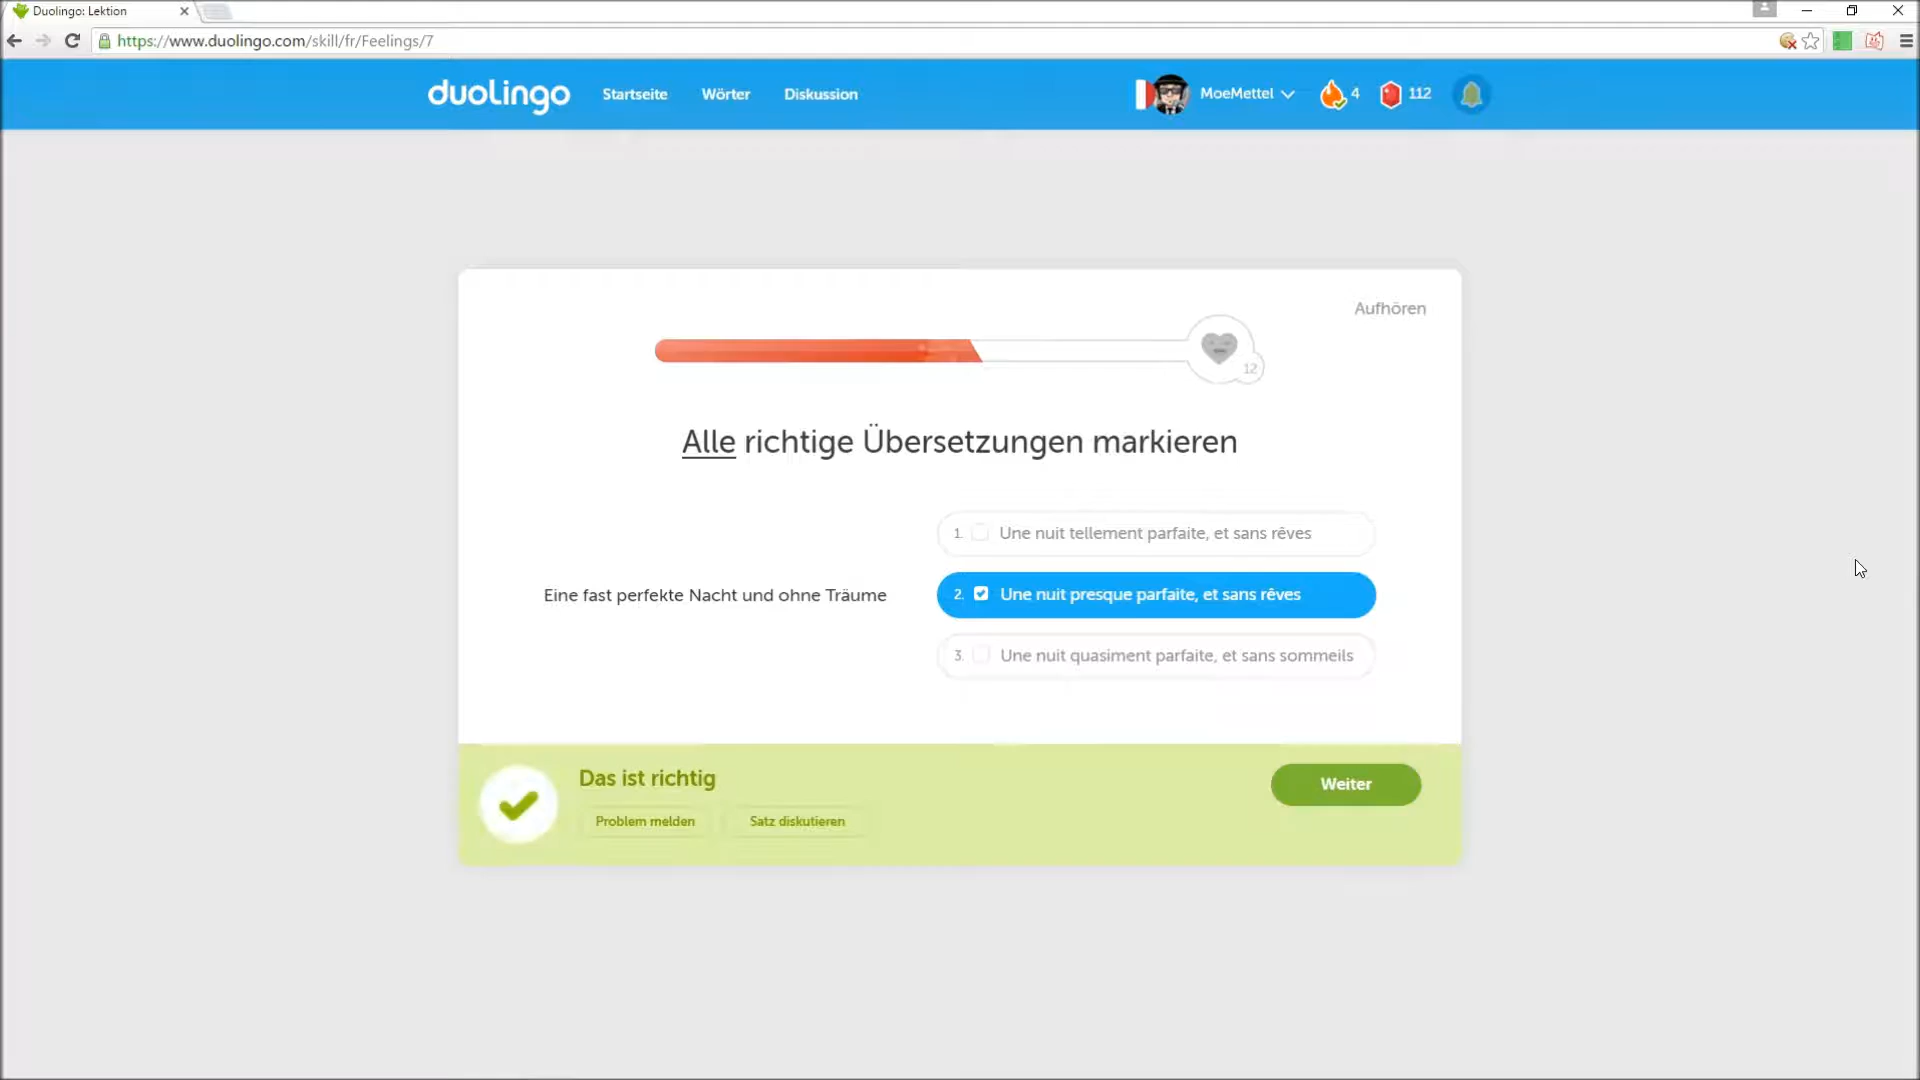 Duolingo: Lektion
https://www.duolingo.com/skill/fr/Feelings/7
duolingo Startseite Wörter Diskussion MoeMettel 4 112
Aufhören
12
Alle richtige Übersetzungen markieren
Eine fast perfekte Nacht und ohne Träume
1. Une nuit tellement parfaite, et sans rêves
2. Une nuit presque parfaite, et sans rêves
3. Une nuit quasiment parfaite, et sans sommeils
Das ist richtig
Problem melden Satz diskutieren
Weiter